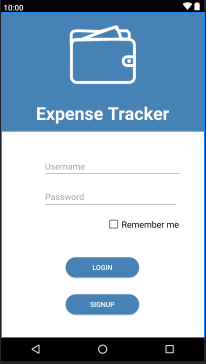 10:00
Expense Tracker
Username
Password
Remember me
LOGIN
SIGNUP